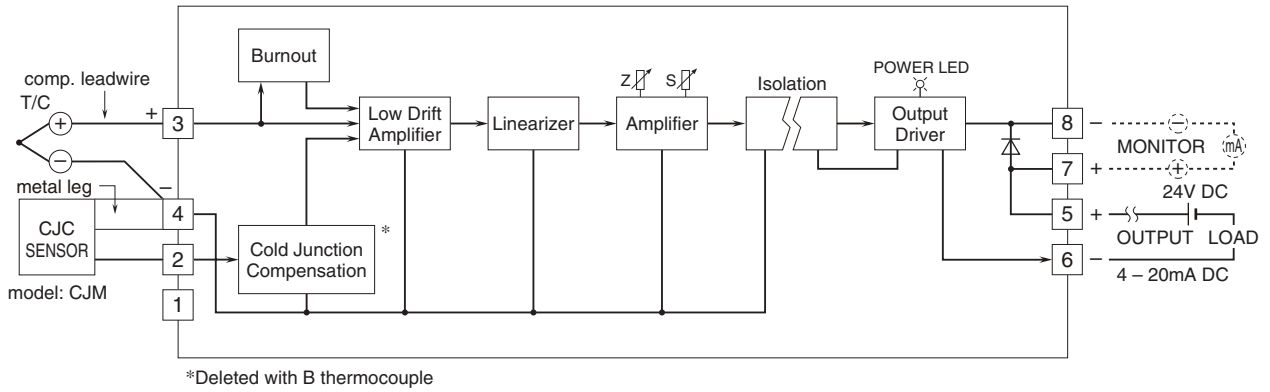 Burnout
comp. leadwire
T/C
+
+
3
–
–
metal leg
CJC
SENSOR
model: CJM
4
2
1
Cold Junction
Compensation
*
Low Drift
Amplifier
Linearizer
Z
S
Amplifier
Isolation
POWER LED
Output
Driver
8
–
–
MONITOR
mA
7
+
+
24V DC
5
+
OUTPUT
LOAD
6
–
4 – 20mA DC
*Deleted with B thermocouple